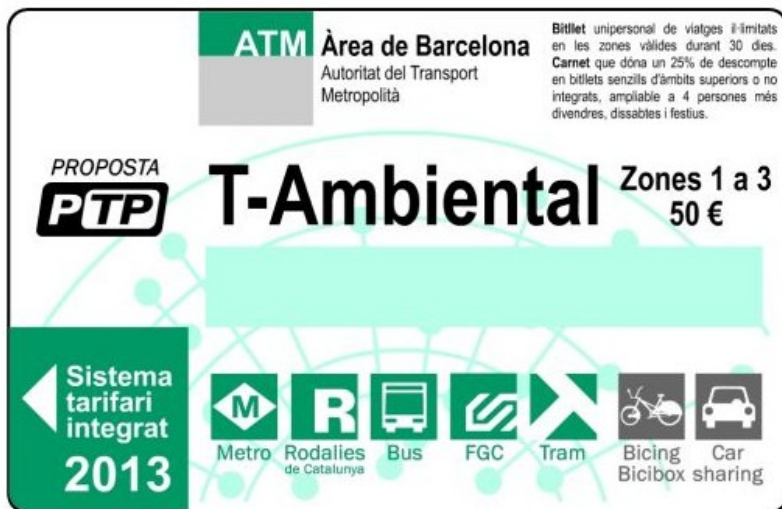 ATM
Àrea de Barcelona
Autoritat del Transport
Metropolità
Bitllet unipersonal de viatges il·limitats
en les zones vàlides durant 30 dies.
Carnet que dóna un 25% de descompte
en bitllets senzills d'àmbits superiors o no
integrats, ampliable a 4 persones més
divendres, dissabtes i festius.
PROPOSTA
PTP
T-Ambiental
Zones 1 a 3
50 €
Sistema
tarifari
integrat
2013
M
R
Metro
Rodalies
de Catalunya
Bus
FGC
Tram
Bicing
Bicibox
Car
sharing